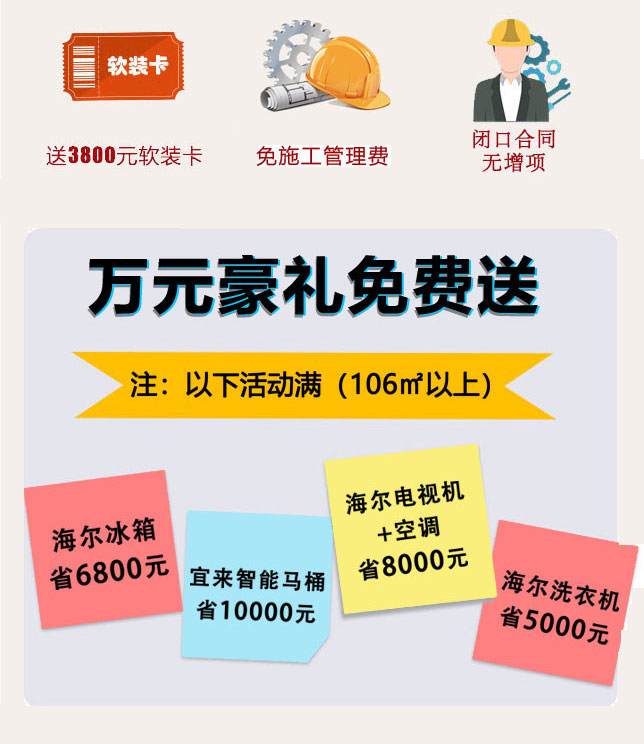 软装卡
送3800元软装卡
免施工管理费
闭口合同
无增项
万元豪礼免费送
注：以下活动满（106㎡以上）
海尔冰箱
省6800元
宜来智能马桶
省10000元
海尔电视机
+空调
省8000元
海尔洗衣机
省5000元